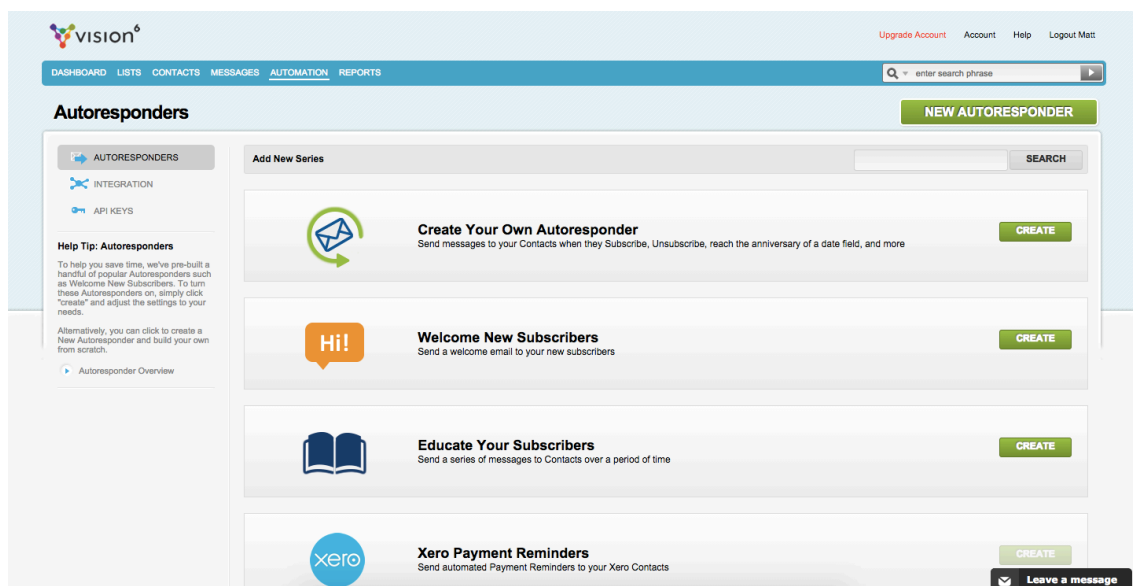 vision6
Upgrade Account Account Help Logout Matt
DASHBOARD LISTS CONTACTS MESSAGES AUTOMATION REPORTS
enter search phrase
Autoresponders
NEW AUTORESPONDER
AUTORESPONDERS
INTEGRATION
API KEYS
Help Tip: Autoresponders
To help you save time, we've pre-built a
handful of popular Autoresponders such
as Welcome New Subscribers. To turn
these Autoresponders on, simply click
"create" and adjust the settings to your
needs.
Alternatively, you can click to create a
New Autoresponder and build your own
from scratch.
Autoresponder Overview
Add New Series
SEARCH
Create Your Own Autoresponder
Send messages to your Contacts when they Subscribe, Unsubscribe, reach the anniversary of a date field, and more
CREATE
Hi!
Welcome New Subscribers
Send a welcome email to your new subscribers
CREATE
Educate Your Subscribers
Send a series of messages to Contacts over a period of time
CREATE
xero
Xero Payment Reminders
Send automated Payment Reminders to your Xero Contacts
CREATE
Leave a message